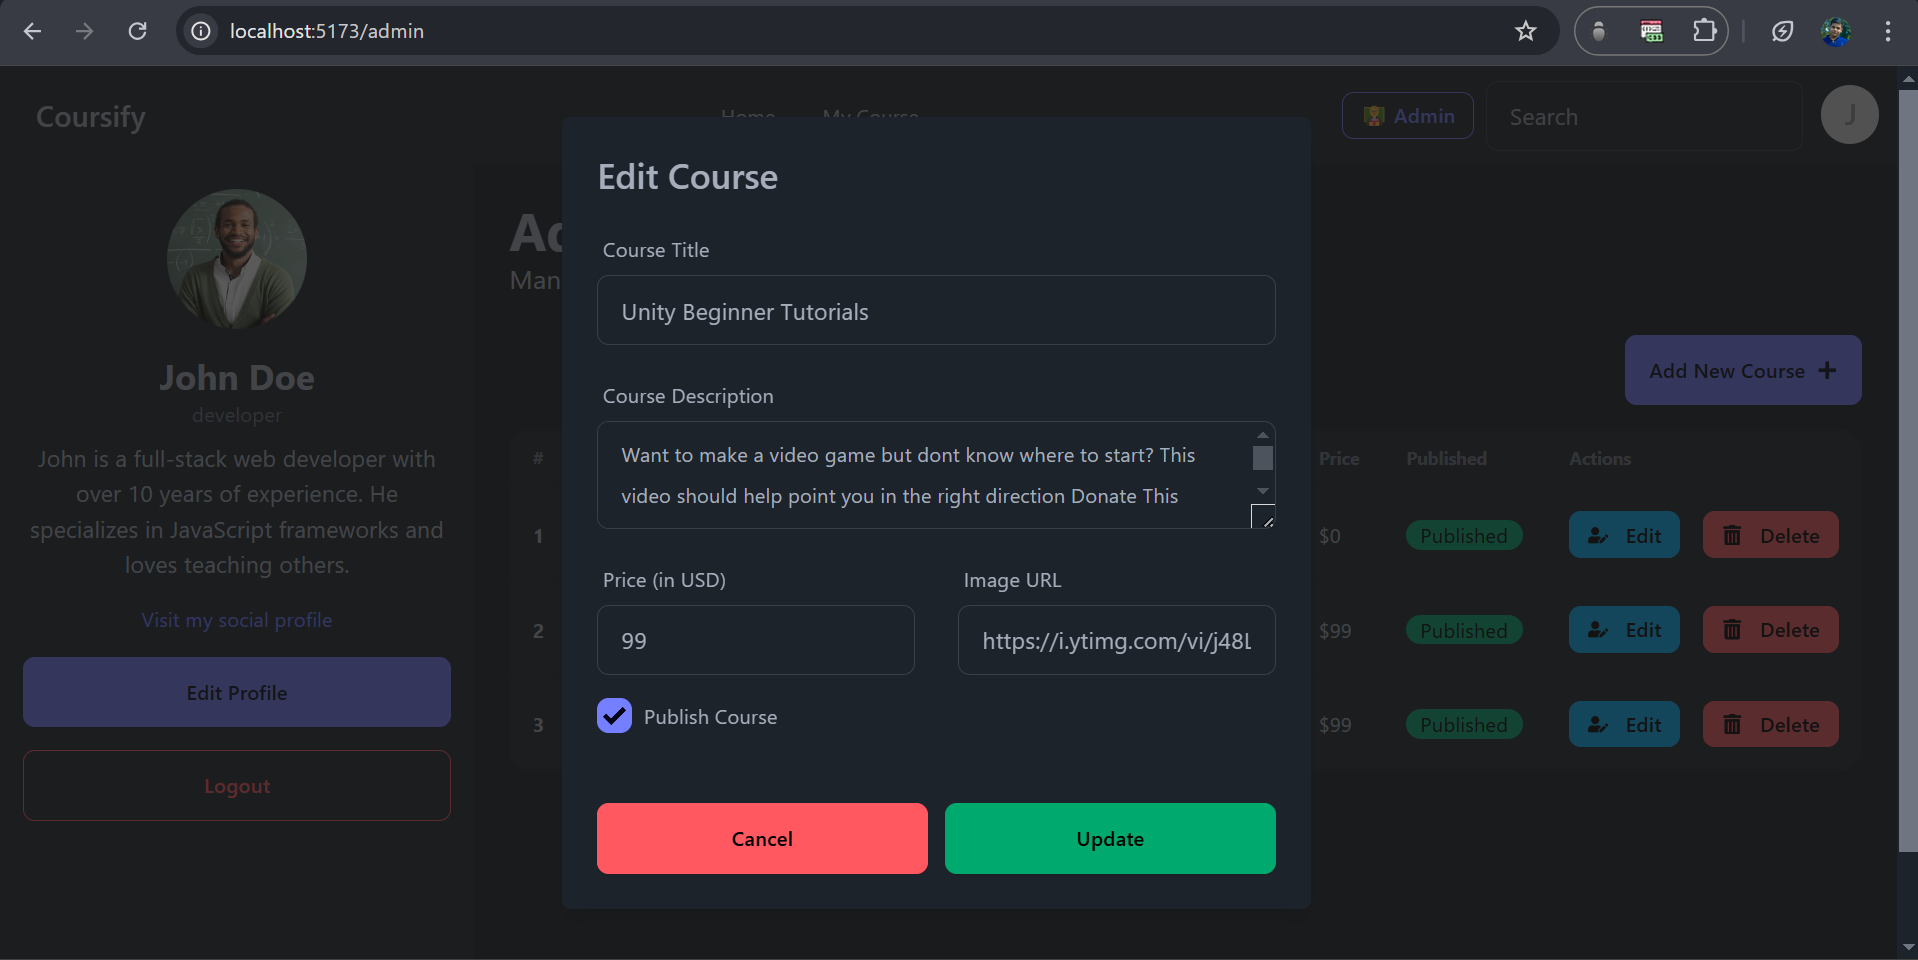 localhost:5173/admin
Coursify
Home My Course
Admin
Search
J
John Doe
developer
John is a full-stack web developer with
over 10 years of experience. He
specializes in JavaScript frameworks and
loves teaching others.
Visit my social profile
Edit Profile
Logout
Ad
Man
Add New Course +
# Price Published Actions
1 $0 Published Edit Delete
2 $99 Published Edit Delete
3 $99 Published Edit Delete
Edit Course
Course Title
Unity Beginner Tutorials
Course Description
Want to make a video game but dont know where to start? This
video should help point you in the right direction Donate This
Price (in USD) Image URL
99 https://i.ytimg.com/vi/j48L
Publish Course
Cancel Update